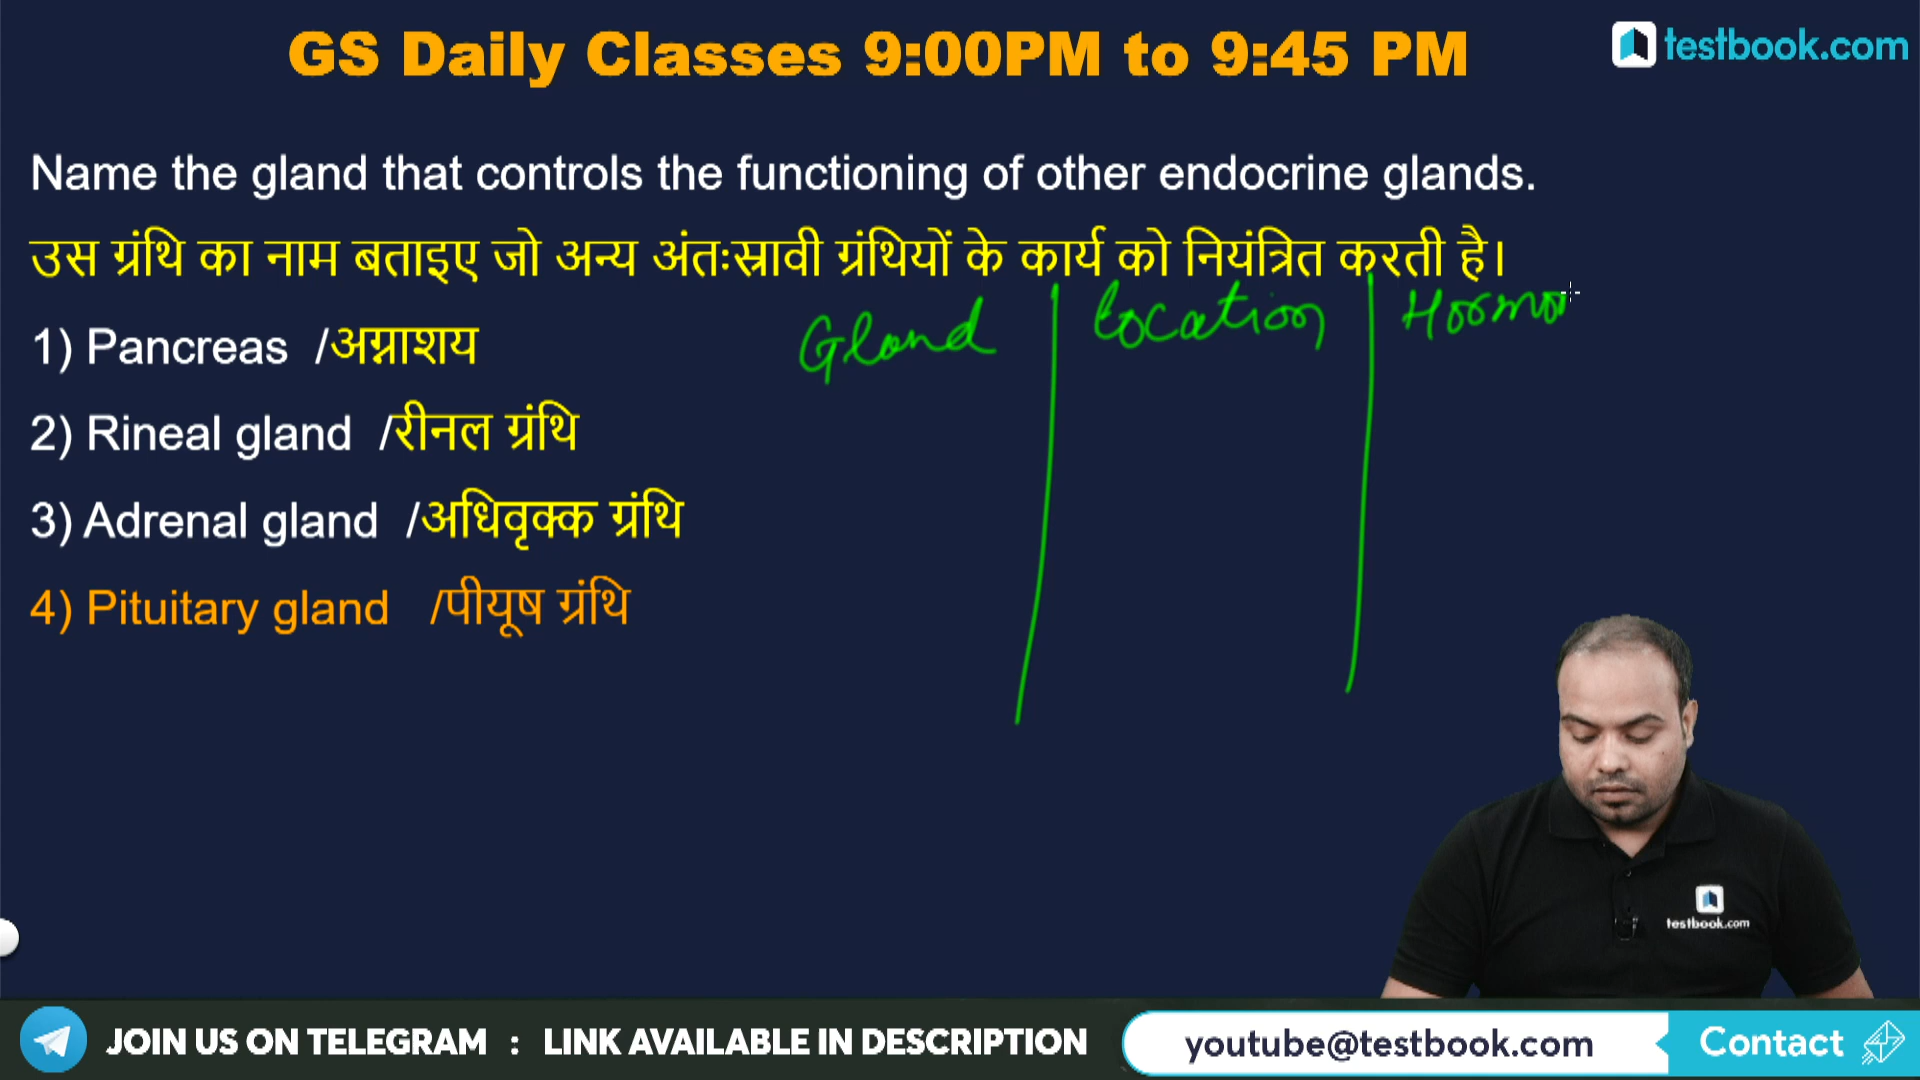 GS Daily Classes 9:00PM to 9:45 PM
testbook.com
Name the gland that controls the functioning of other endocrine glands.
उस ग्रंथि का नाम बताइए जो अन्य अंतःस्रावी ग्रंथियों के कार्य को नियंत्रित करती है।
Gland location Hormo
1) Pancreas /अग्नाशय
2) Rineal gland /रीनल ग्रंथि
3) Adrenal gland /अधिवृक्क ग्रंथि
4) Pituitary gland /पीयूष ग्रंथि
testbook.com
JOIN US ON TELEGRAM : LINK AVAILABLE IN DESCRIPTION
youtube@testbook.com
Contact